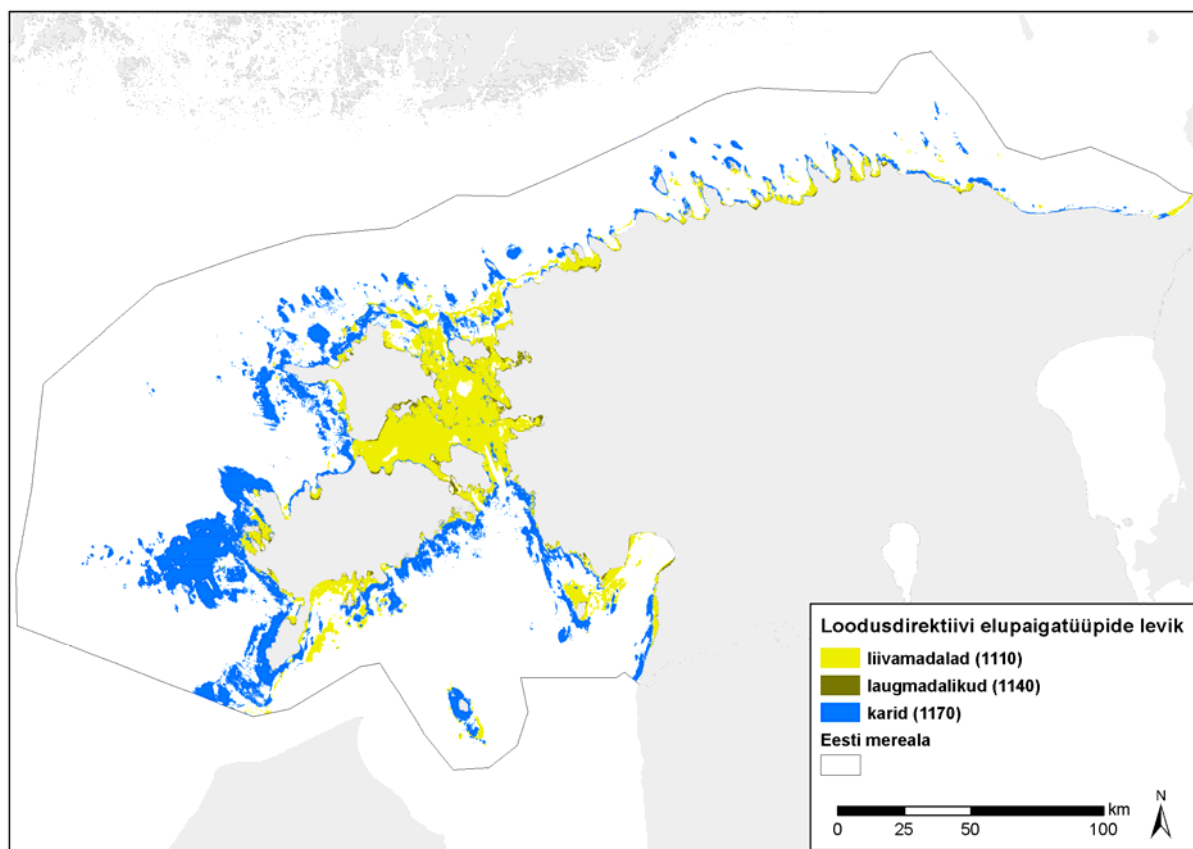 Loodusdirektiivi elupaigatüüpide levik
liivamadalad (1110)
laugmadalikud (1140)
karid (1170)
Eesti mereala
km
N
0 25 50 100